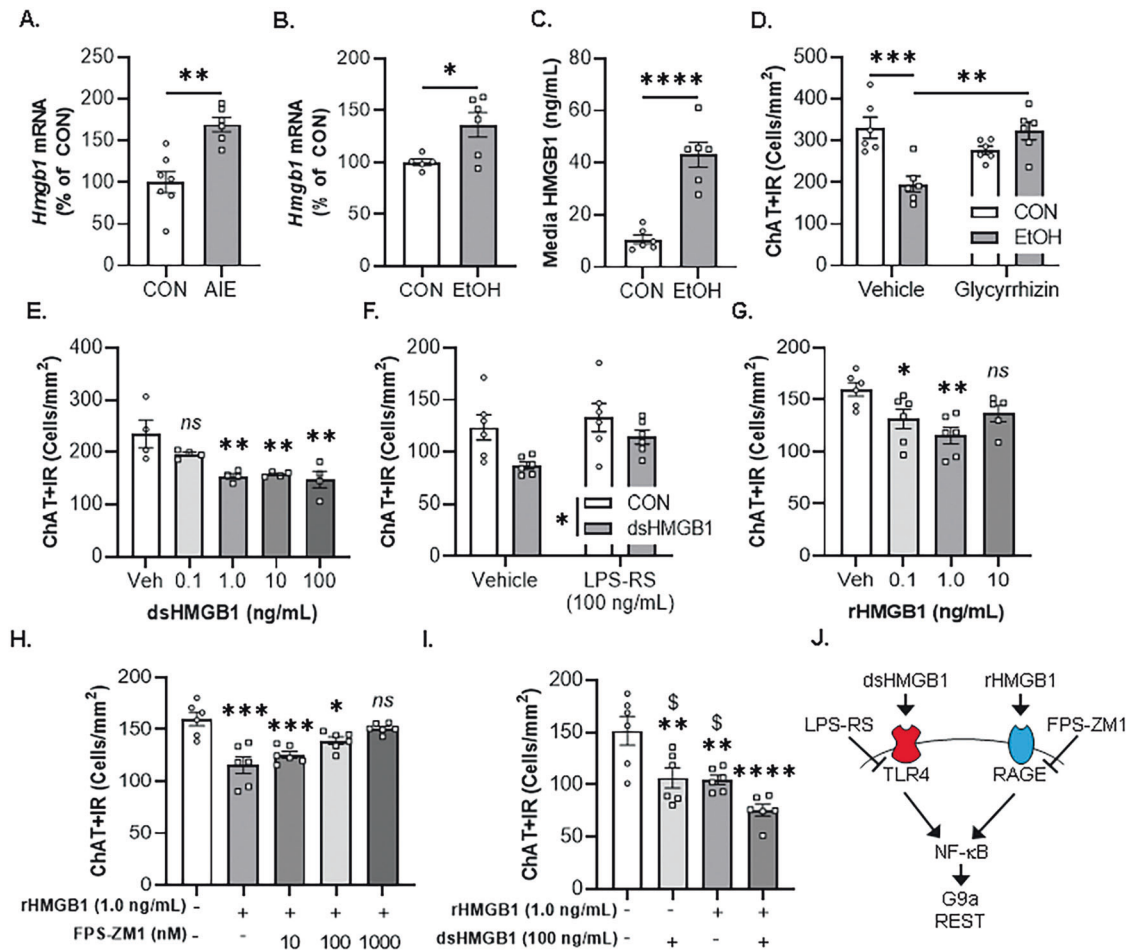 A.
Hmgb1 mRNA
(% of CON)
250
200
150
100
50
0
**
CON AIE
B.
Hmgb1 mRNA
(% of CON)
200
150
100
50
0
*
CON EtOH
C.
Media HMGB1 (ng/mL)
80
60
40
20
0
****
CON EtOH
D.
ChAT+IR (Cells/mm²)
500
400
300
200
100
0
***
**
CON
EtOH
Vehicle Glycyrrhizin
E.
ChAT+IR (Cells/mm²)
400
300
200
100
0
ns
** ** **
Veh 0.1 1.0 10 100
dsHMGB1 (ng/mL)
F.
ChAT+IR (Cells/mm²)
200
150
100
50
0
*
CON
dsHMGB1
Vehicle LPS-RS
(100 ng/mL)
G.
ChAT+IR (Cells/mm²)
200
150
100
50
0
* ** ns
Veh 0.1 1.0 10
rHMGB1 (ng/mL)
H.
ChAT+IR (Cells/mm²)
200
150
100
50
0
*** *** * ns
rHMGB1 (1.0 ng/mL) - + + + +
FPS-ZM1 (nM) - - 10 100 1000
I.
ChAT+IR (Cells/mm²)
200
150
100
50
0
$ $
** ** ****
rHMGB1 (1.0 ng/mL) - - + +
dsHMGB1 (100 ng/mL) - + - +
J.
dsHMGB1 rHMGB1
LPS-RS FPS-ZM1
TLR4 RAGE
NF-κB
G9a
REST